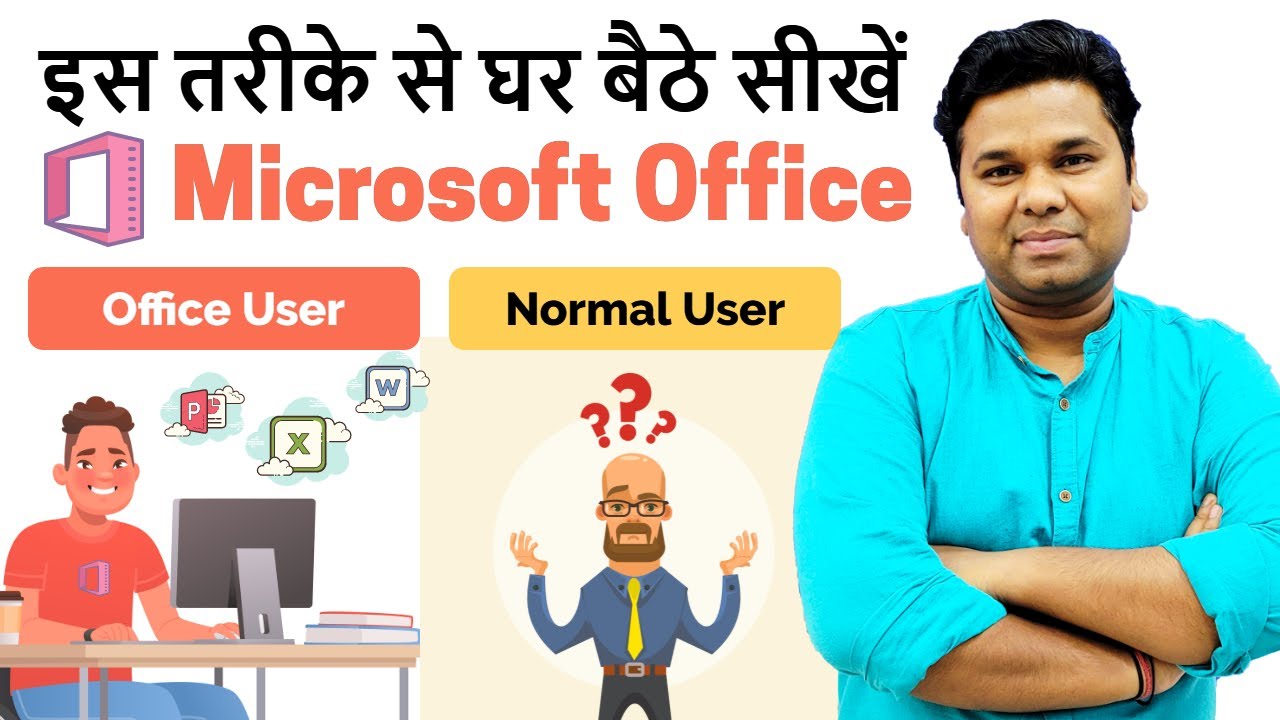 इस तरीके से घर बैठे सीखें
Microsoft Office
Office User
Normal User
P
X
W
???